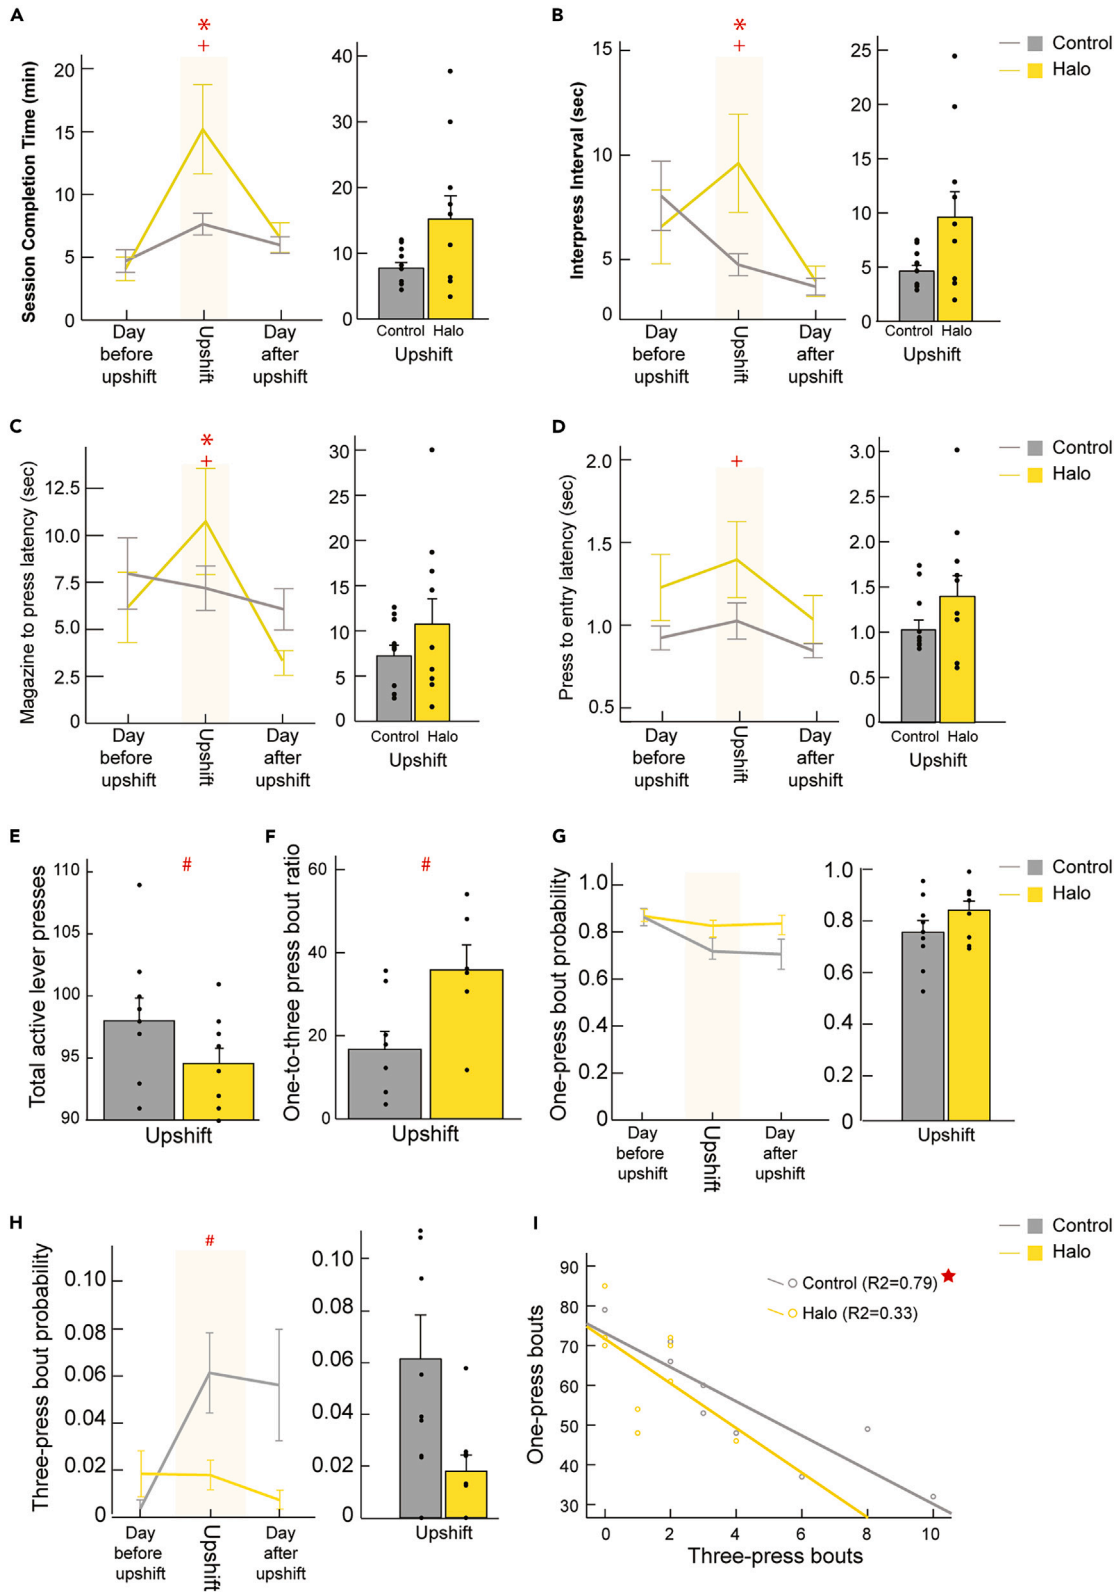 A
*
+
Session Completion Time (min)
20
15
10
5
0
Day before upshift
Upshift
Day after upshift
40
30
20
10
0
Control Halo
Upshift
B
*
+
Interpress Interval (sec)
15
10
5
0
Day before upshift
Upshift
Day after upshift
25
20
15
10
5
0
Control Halo
Upshift
Control
Halo
C
*
+
Magazine to press latency (sec)
12.5
10.0
7.5
5.0
2.5
0
Day before upshift
Upshift
Day after upshift
30
25
20
15
10
5
0
Control Halo
Upshift
D
+
Press to entry latency (sec)
2.0
1.5
1.0
0.5
Day before upshift
Upshift
Day after upshift
3.0
2.5
2.0
1.5
1.0
0.5
0
Control Halo
Upshift
Control
Halo
E
#
Total active lever presses
110
105
100
95
90
Upshift
F
#
One-to-three press bout ratio
60
40
20
0
Upshift
G
One-press bout probability
1.0
0.8
0.6
0.4
0.2
0
Day before upshift
Upshift
Day after upshift
1.0
0.8
0.6
0.4
0.2
0
Upshift
Control
Halo
H
#
Three-press bout probability
0.10
0.08
0.06
0.04
0.02
0
Day before upshift
Upshift
Day after upshift
0.10
0.08
0.06
0.04
0.02
0
Upshift
I
One-press bouts
90
80
70
60
50
40
30
Control (R2=0.79)
Halo (R2=0.33)
0 2 4 6 8 10
Three-press bouts
Control
Halo